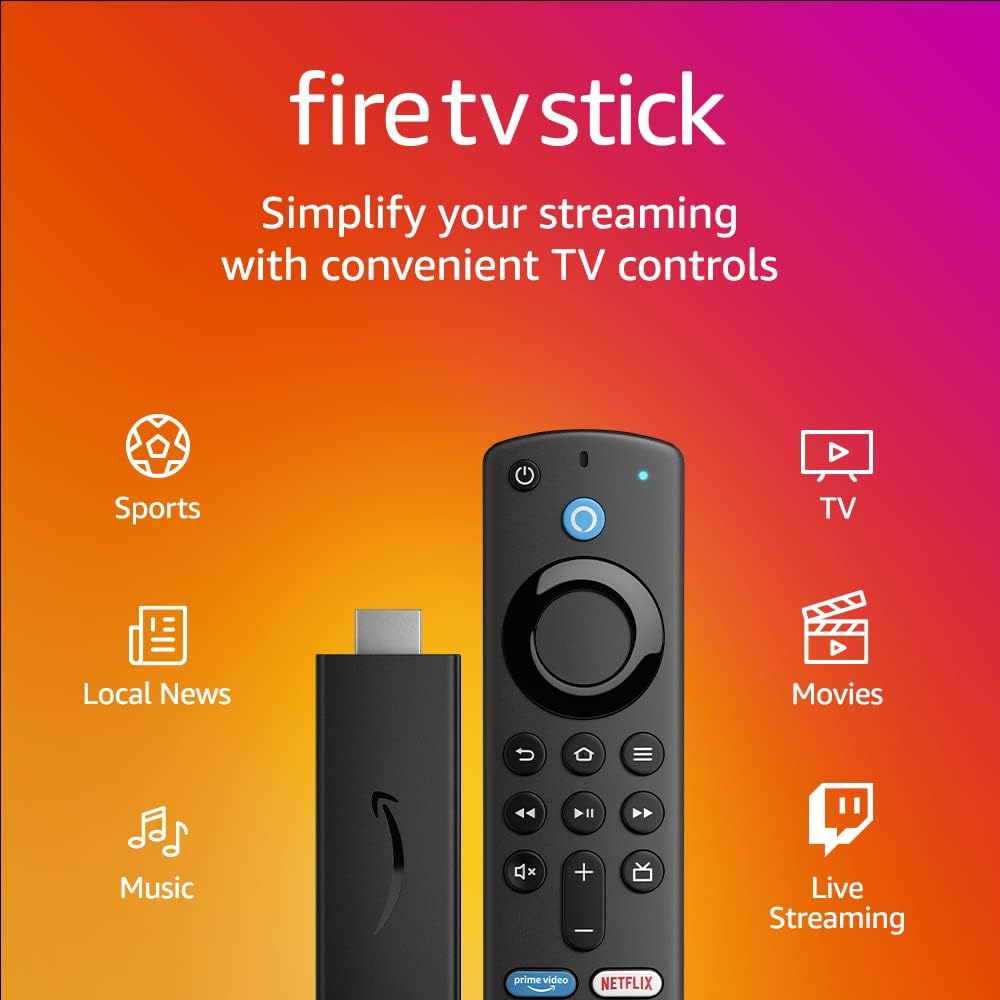 fire tv stick
Simplify your streaming
with convenient TV controls
Sports
TV
Local News
Movies
Music
Live
Streaming
prime video
NETFLIX